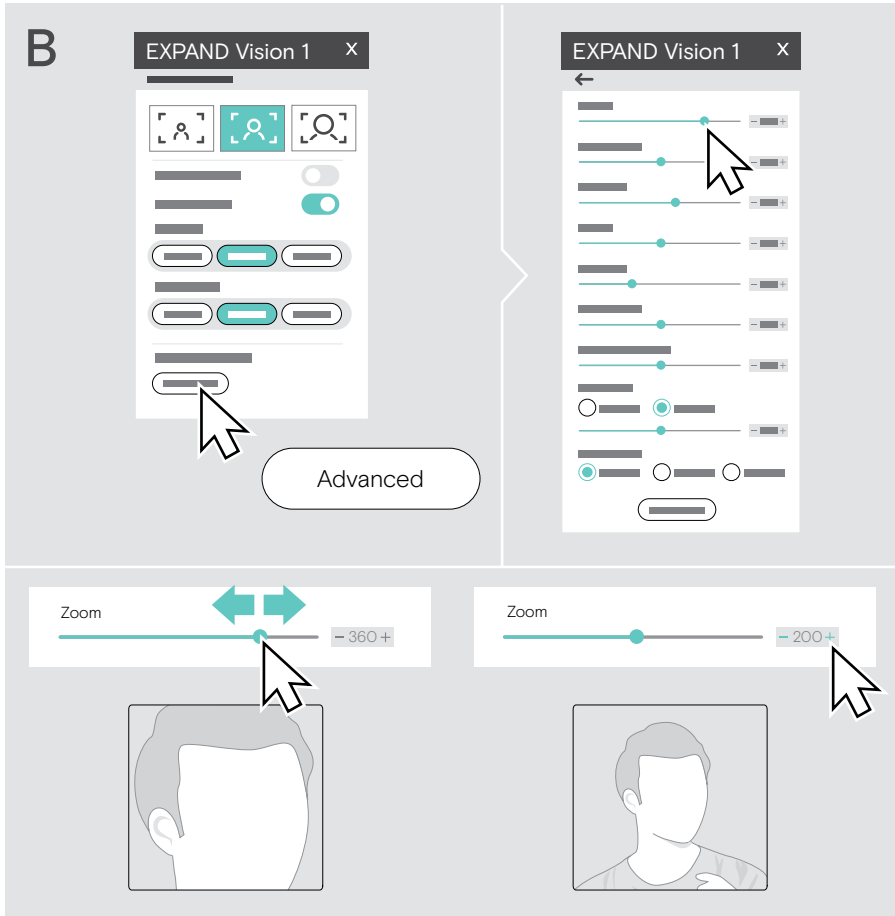 B
EXPAND Vision 1 X
EXPAND Vision 1 X
Advanced
Zoom
− 360 +
Zoom
− 200 +